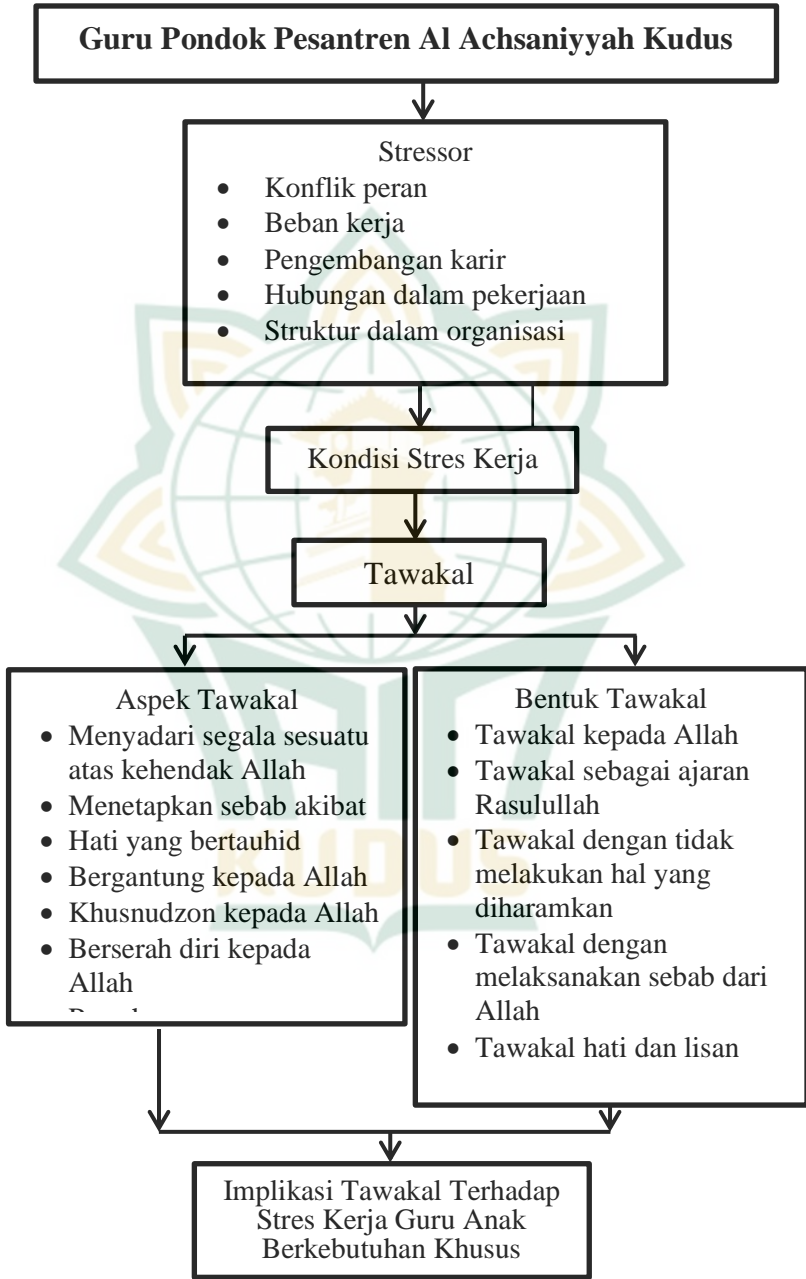 Guru Pondok Pesantren Al Achsaniyyah Kudus
Stressor
• Konflik peran
• Beban kerja
• Pengembangan karir
• Hubungan dalam pekerjaan
• Struktur dalam organisasi
Kondisi Stres Kerja
Tawakal
Aspek Tawakal
• Menyadari segala sesuatu
atas kehendak Allah
• Menetapkan sebab akibat
• Hati yang bertauhid
• Bergantung kepada Allah
• Khusnudzon kepada Allah
• Berserah diri kepada
Allah
Bentuk Tawakal
• Tawakal kepada Allah
• Tawakal sebagai ajaran
Rasulullah
• Tawakal dengan tidak
melakukan hal yang
diharamkan
• Tawakal dengan
melaksanakan sebab dari
Allah
• Tawakal hati dan lisan
KUDUS
Implikasi Tawakal Terhadap
Stres Kerja Guru Anak
Berkebutuhan Khusus